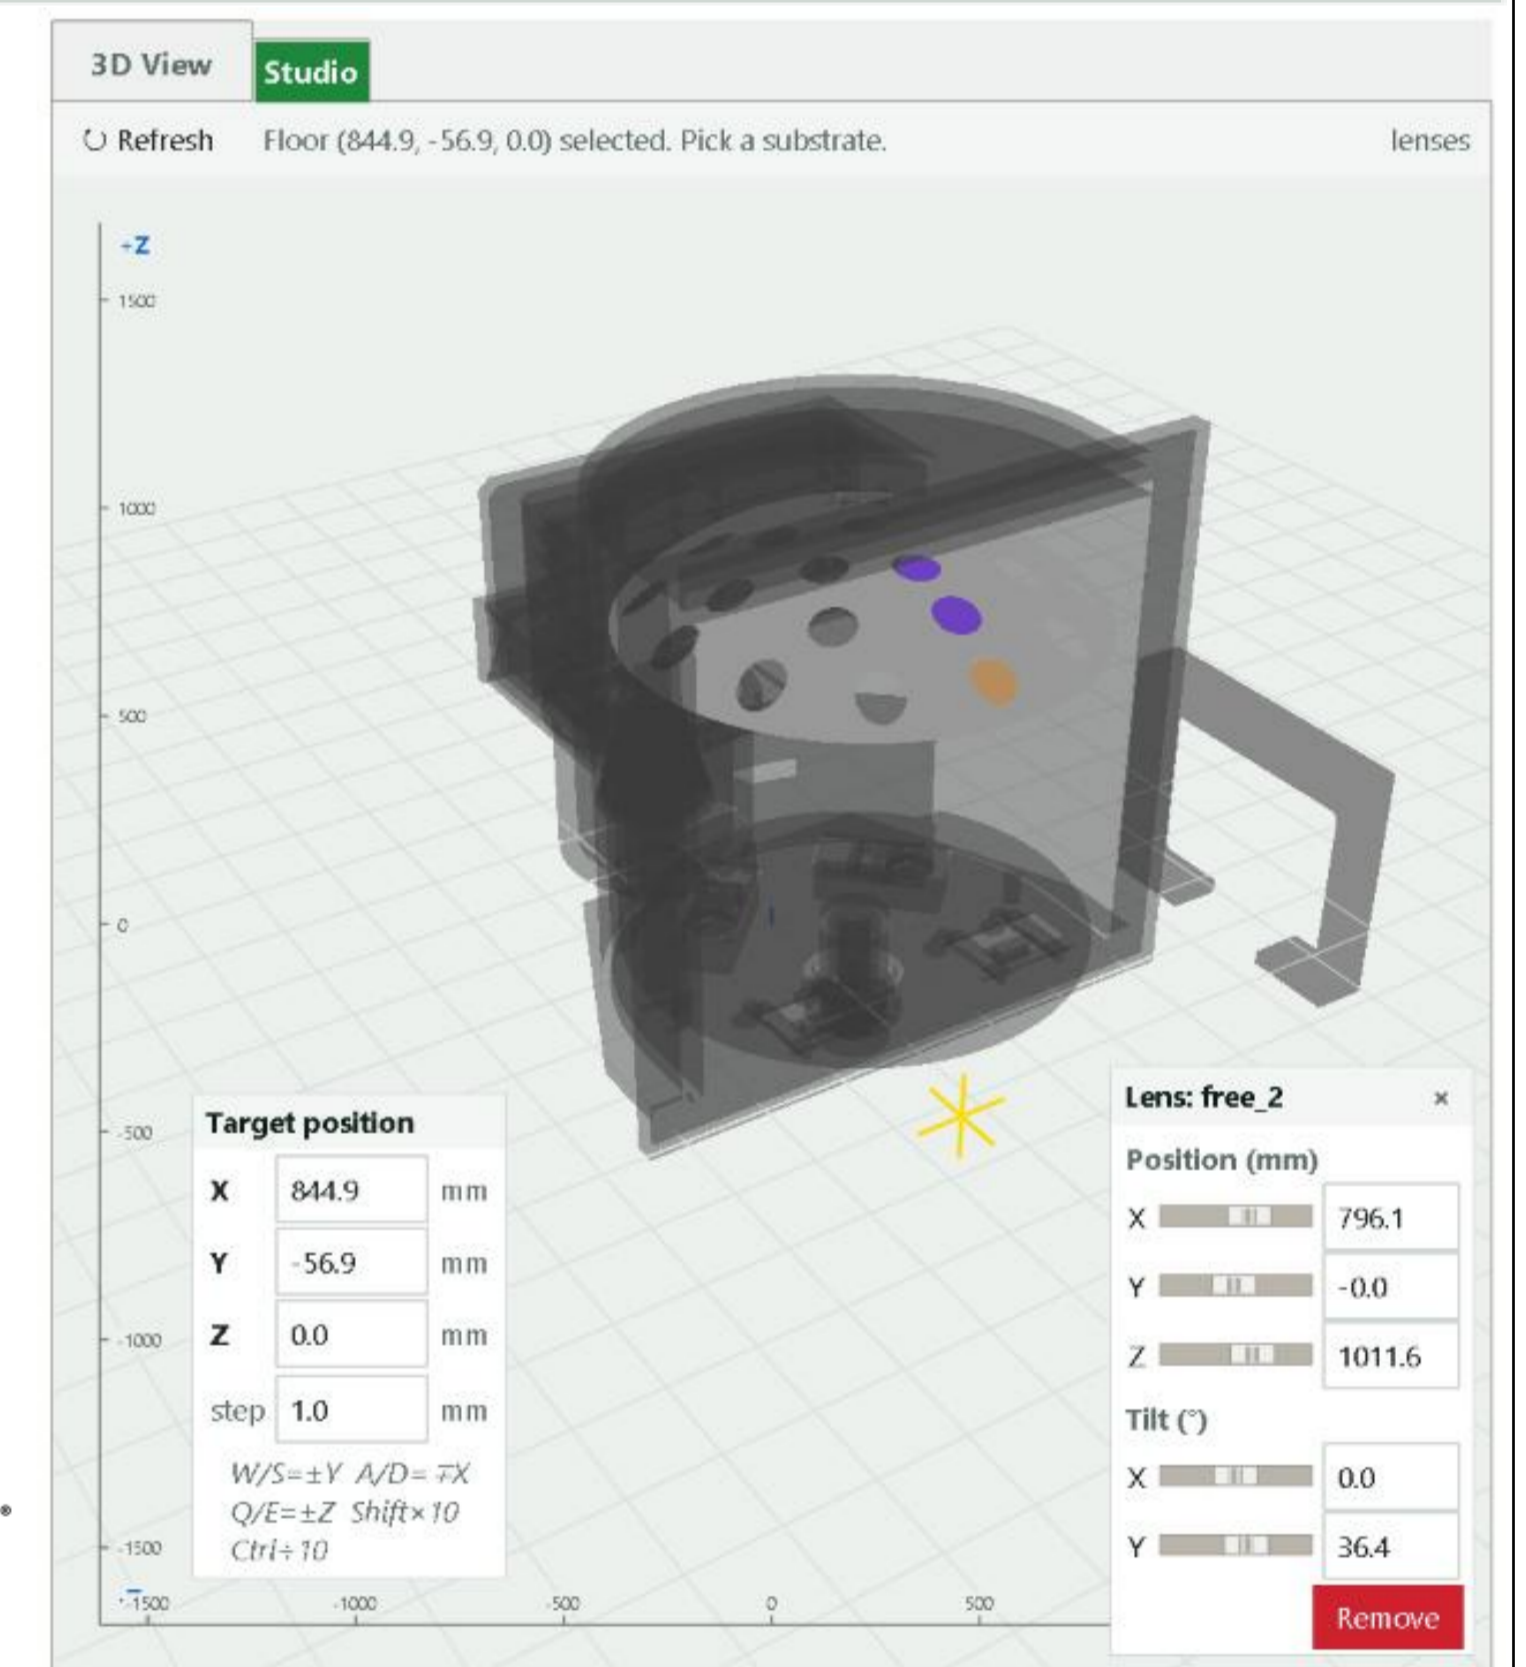 3D View
Studio
Refresh Floor (844.9, -56.9, 0.0) selected. Pick a substrate. lenses
+Z
1500
1000
500
0
-500
-1000
-1500
Target position
X 844.9 mm
Y -56.9 mm
Z 0.0 mm
step 1.0 mm
W/S=±Y A/D=∓X
Q/E=±Z Shift×10
Ctrl÷10
Lens: free_2 ×
Position (mm)
X 796.1
Y -0.0
Z 1011.6
Tilt (°)
X 0.0
Y 36.4
Remove
-1500 -1000 -500 0 500
®